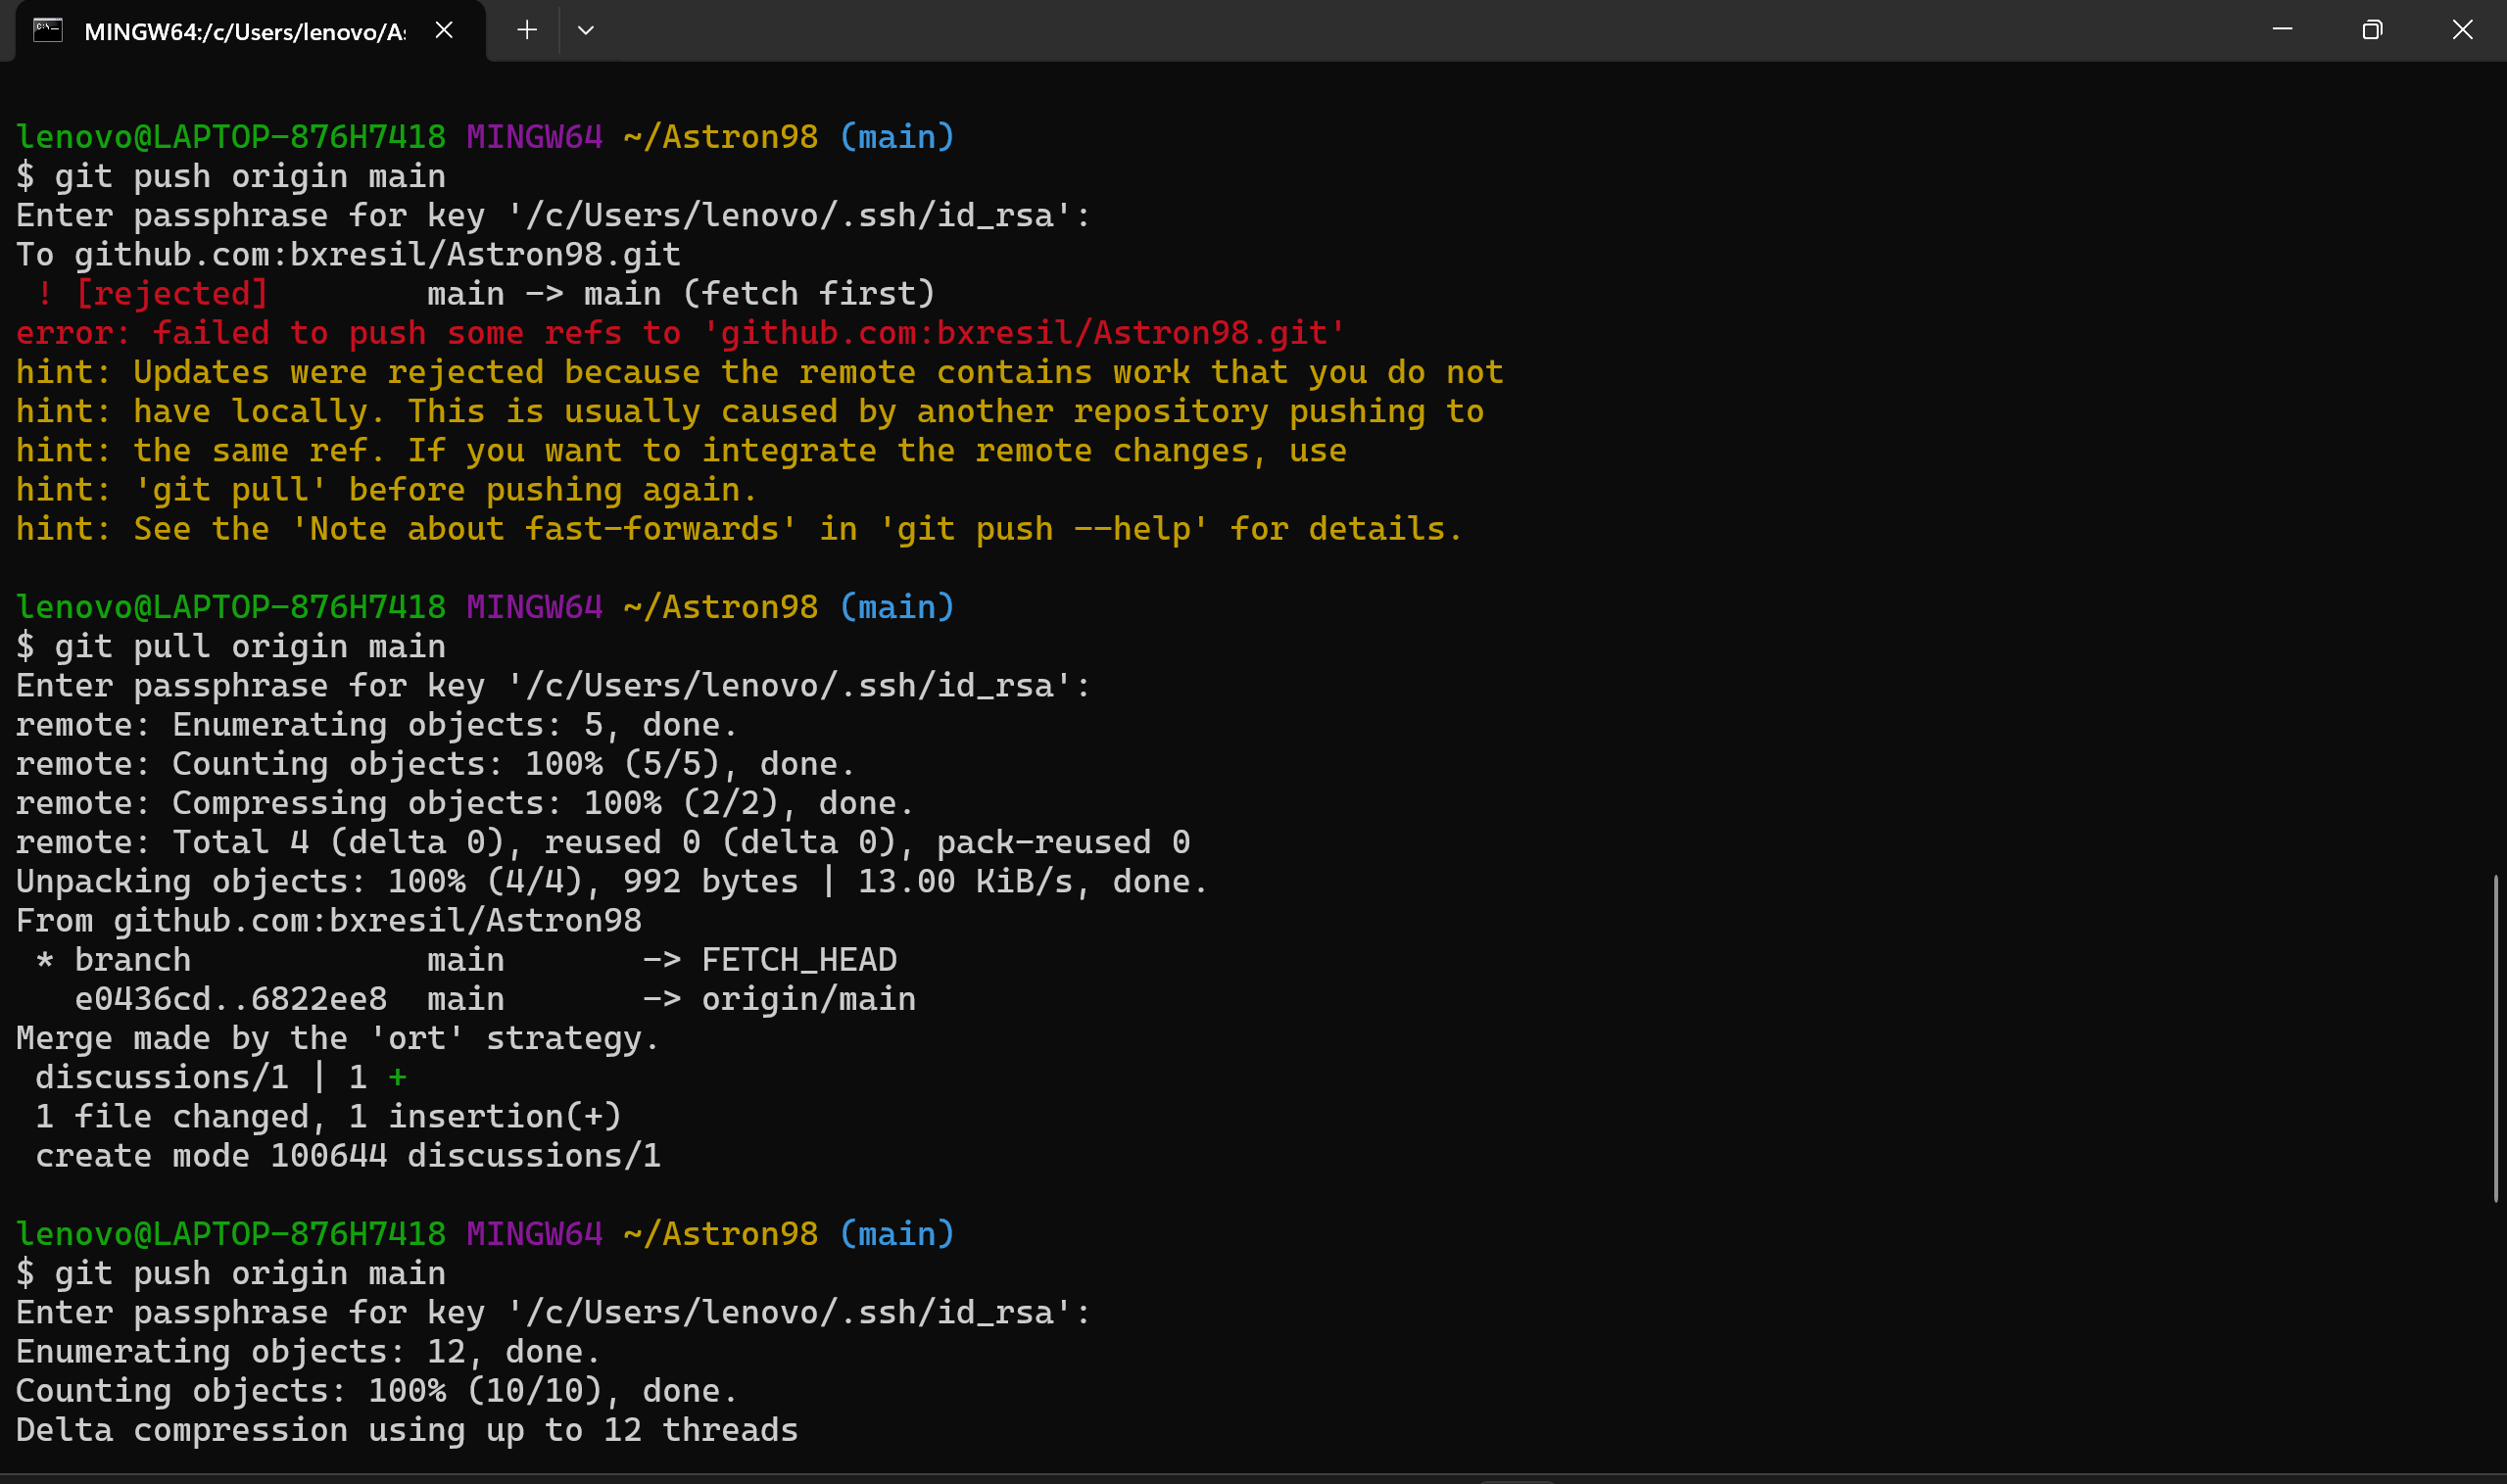 MINGW64:/c/Users/lenovo/A
lenovo@LAPTOP-876H7418 MINGW64 ~/Astron98 (main)
$ git push origin main
Enter passphrase for key '/c/Users/lenovo/.ssh/id_rsa':
To github.com:bxresil/Astron98.git
 ! [rejected]        main -> main (fetch first)
error: failed to push some refs to 'github.com:bxresil/Astron98.git'
hint: Updates were rejected because the remote contains work that you do not
hint: have locally. This is usually caused by another repository pushing to
hint: the same ref. If you want to integrate the remote changes, use
hint: 'git pull' before pushing again.
hint: See the 'Note about fast-forwards' in 'git push --help' for details.
lenovo@LAPTOP-876H7418 MINGW64 ~/Astron98 (main)
$ git pull origin main
Enter passphrase for key '/c/Users/lenovo/.ssh/id_rsa':
remote: Enumerating objects: 5, done.
remote: Counting objects: 100% (5/5), done.
remote: Compressing objects: 100% (2/2), done.
remote: Total 4 (delta 0), reused 0 (delta 0), pack-reused 0
Unpacking objects: 100% (4/4), 992 bytes | 13.00 KiB/s, done.
From github.com:bxresil/Astron98
 * branch            main       -> FETCH_HEAD
   e0436cd..6822ee8  main       -> origin/main
Merge made by the 'ort' strategy.
 discussions/1 | 1 +
 1 file changed, 1 insertion(+)
 create mode 100644 discussions/1
lenovo@LAPTOP-876H7418 MINGW64 ~/Astron98 (main)
$ git push origin main
Enter passphrase for key '/c/Users/lenovo/.ssh/id_rsa':
Enumerating objects: 12, done.
Counting objects: 100% (10/10), done.
Delta compression using up to 12 threads